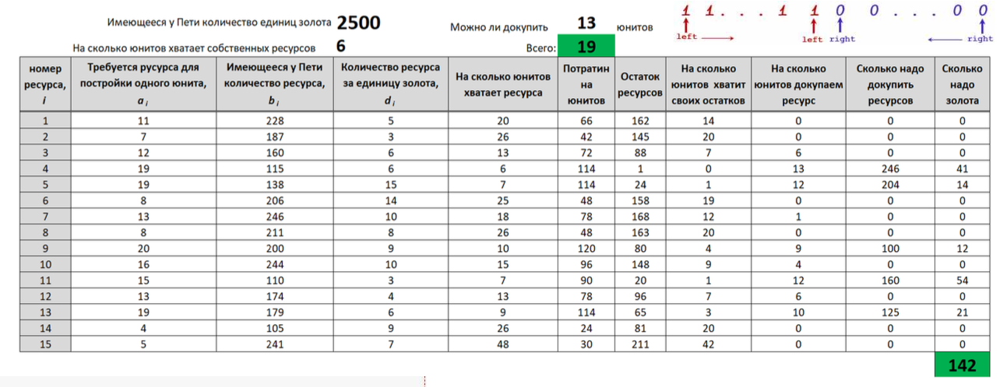 Имеющееся у Пети количество единиц золота 2500 Можно ли докупить 13 юнитов
1 1 . . . 1 1 0 0 . . . 0 0
left left right right
На сколько юнитов хватает собственных ресурсов 6 Всего: 19
номер ресурса, i
Требуется русурса для постройки одного юнита, a i
Имеющееся у Пети количество ресурса, b i
Количество ресурса за единицу золота, d i
На сколько юнитов хватает ресурса
Потратин на юнитов
Остаток ресурсов
На сколько юнитов хватит своих остатков
На сколько юнитов докупаем ресурс
Сколько надо докупить ресурсов
Сколько надо золота
1 11 228 5 20 66 162 14 0 0 0
2 7 187 3 26 42 145 20 0 0 0
3 12 160 6 13 72 88 7 6 0 0
4 19 115 6 6 114 1 0 13 246 41
5 19 138 15 7 114 24 1 12 204 14
6 8 206 14 25 48 158 19 0 0 0
7 13 246 10 18 78 168 12 1 0 0
8 8 211 8 26 48 163 20 0 0 0
9 20 200 9 10 120 80 4 9 100 12
10 16 244 10 15 96 148 9 4 0 0
11 15 110 3 7 90 20 1 12 160 54
12 13 174 4 13 78 96 7 6 0 0
13 19 179 6 9 114 65 3 10 125 21
14 4 105 9 26 24 81 20 0 0 0
15 5 241 7 48 30 211 42 0 0 0
142